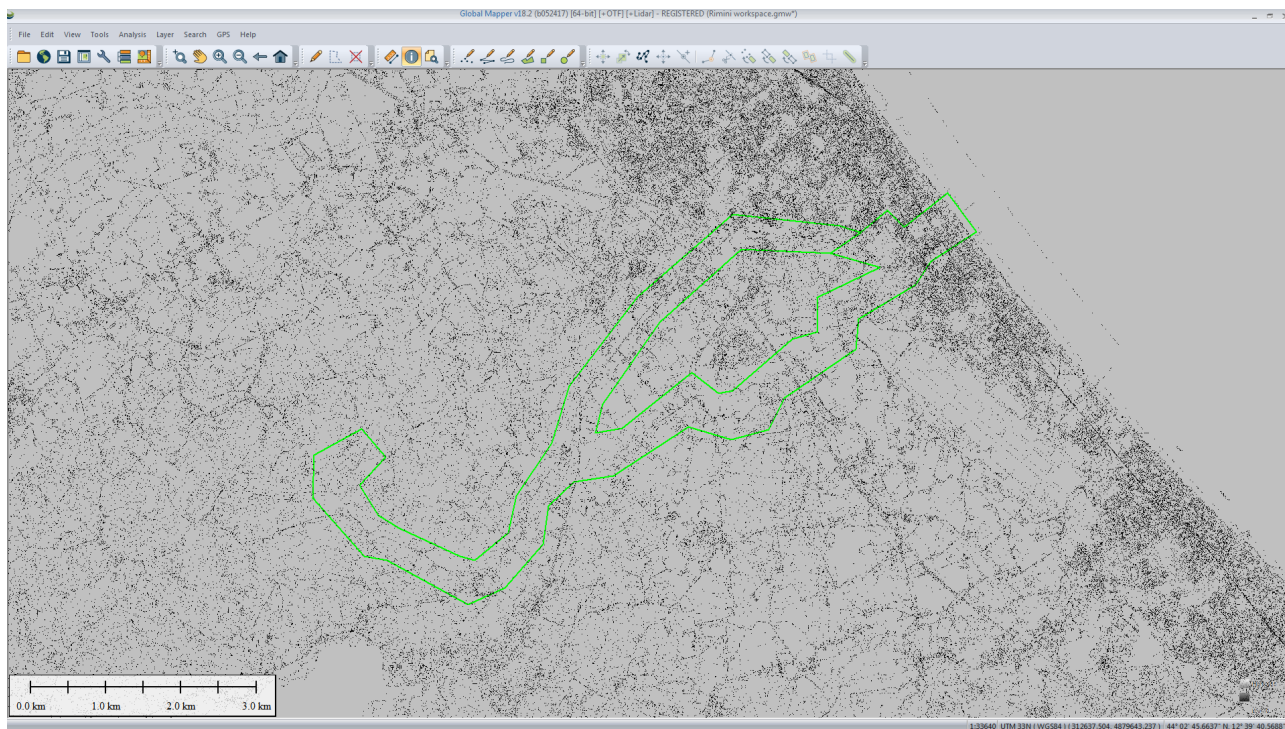 Global Mapper v18.2 (b052417) [64-bit] [+OTF] [+Lidar] - REGISTERED (Rimini workspace.gmw*)
File Edit View Tools Analysis Layer Search GPS Help
0.0 km 1.0 km 2.0 km 3.0 km
1:33640 UTM 33N ( WGS84 ) ( 312637.504, 4879643.237 ) 44° 02' 45.6637" N, 12° 39' 40.5688"